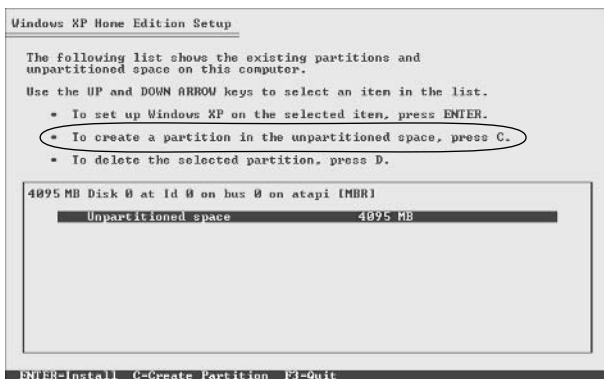 Windows XP Home Edition Setup
The following list shows the existing partitions and
unpartitioned space on this computer.
Use the UP and DOWN ARROW keys to select an item in the list.
• To set up Windows XP on the selected item, press ENTER.
• To create a partition in the unpartitioned space, press C.
• To delete the selected partition, press D.
4095 MB Disk 0 at Id 0 on bus 0 on atapi [MBR]
Unpartitioned space 4095 MB
ENTER=Install C=Create Partition F3=Quit